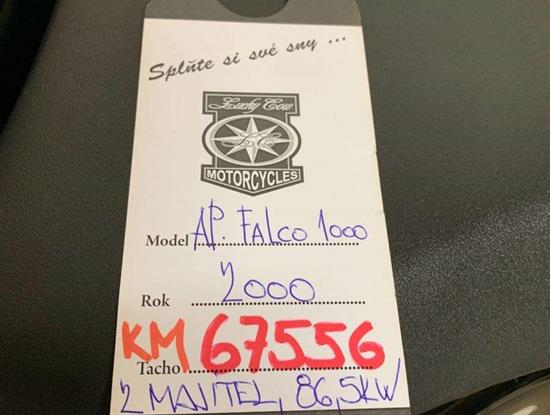 Splňte si své sny ...
Lucky Cow
LC
MOTORCYCLES
Model AP. FALCO 1000
Rok 2000
KM 67556
Tacho
2 MAJITEL, 86,5KW